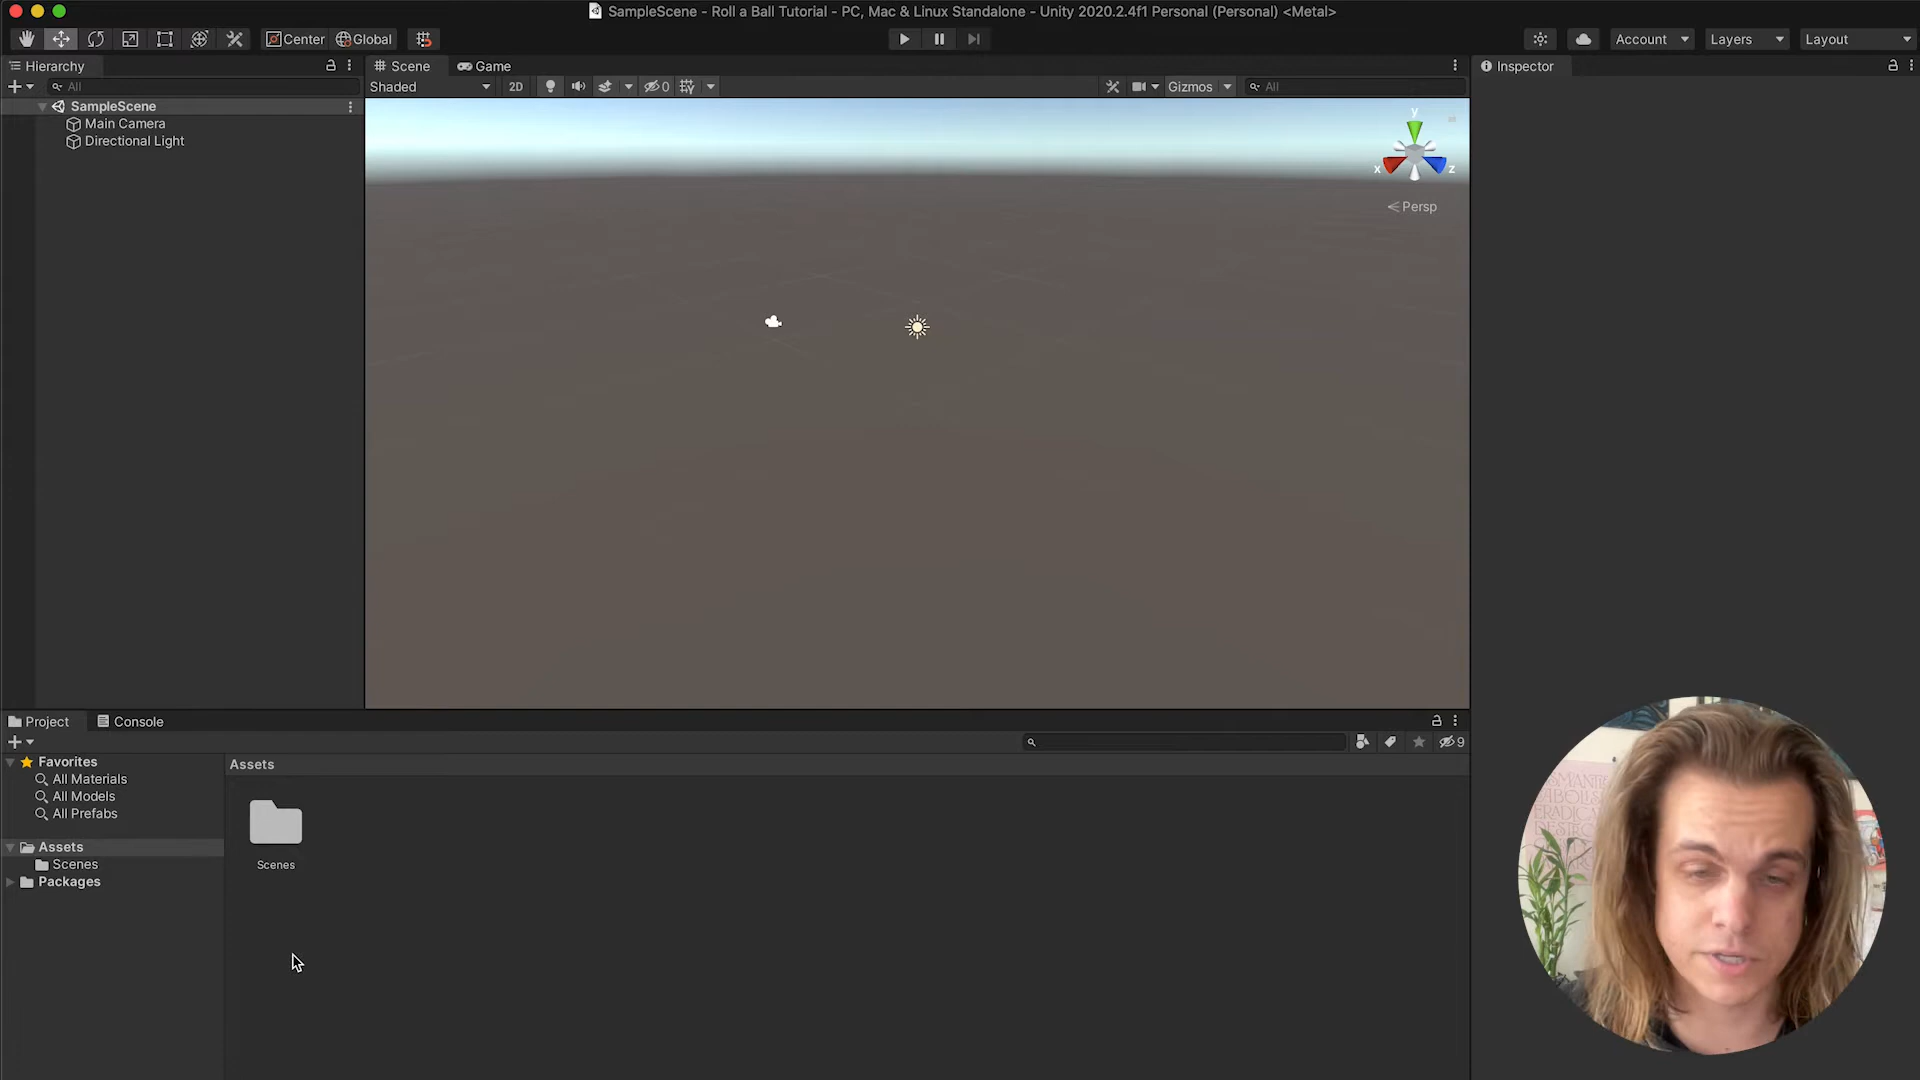 SampleScene - Roll a Ball Tutorial - PC, Mac & Linux Standalone - Unity 2020.2.4f1 Personal (Personal) <Metal>
Center Global Account Layers Layout
Hierarchy
All
SampleScene
Main Camera
Directional Light
Scene Game
Shaded 2D 0 Gizmos All
y
x z
Persp
Inspector
Project Console
9
Favorites
All Materials
All Models
All Prefabs
Assets
Scenes
Packages
Assets
Scenes
ERADIC
DESTRO